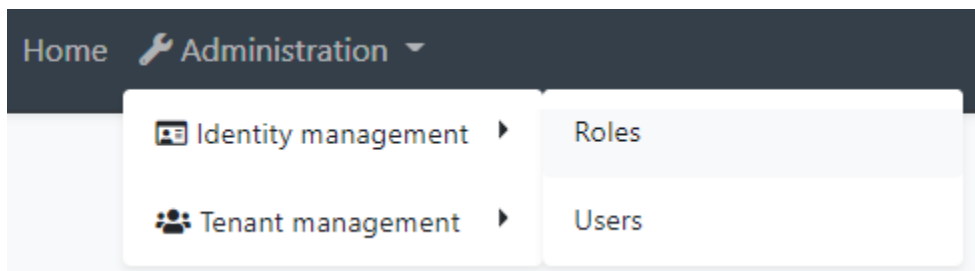 Home Administration
Identity management
Roles
Tenant management
Users